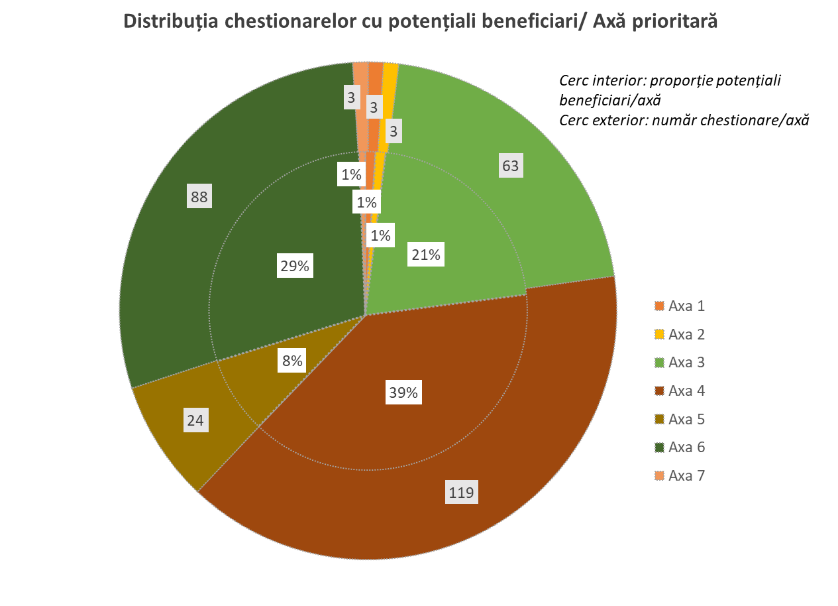 Distribuția chestionarelor cu potențiali beneficiari/ Axă prioritară
Cerc interior: proporție potențiali
beneficiari/axă
Cerc exterior: număr chestionare/axă
3
3
3
63
88
1%
1%
1%
21%
29%
8%
39%
24
119
Axa 1
Axa 2
Axa 3
Axa 4
Axa 5
Axa 6
Axa 7